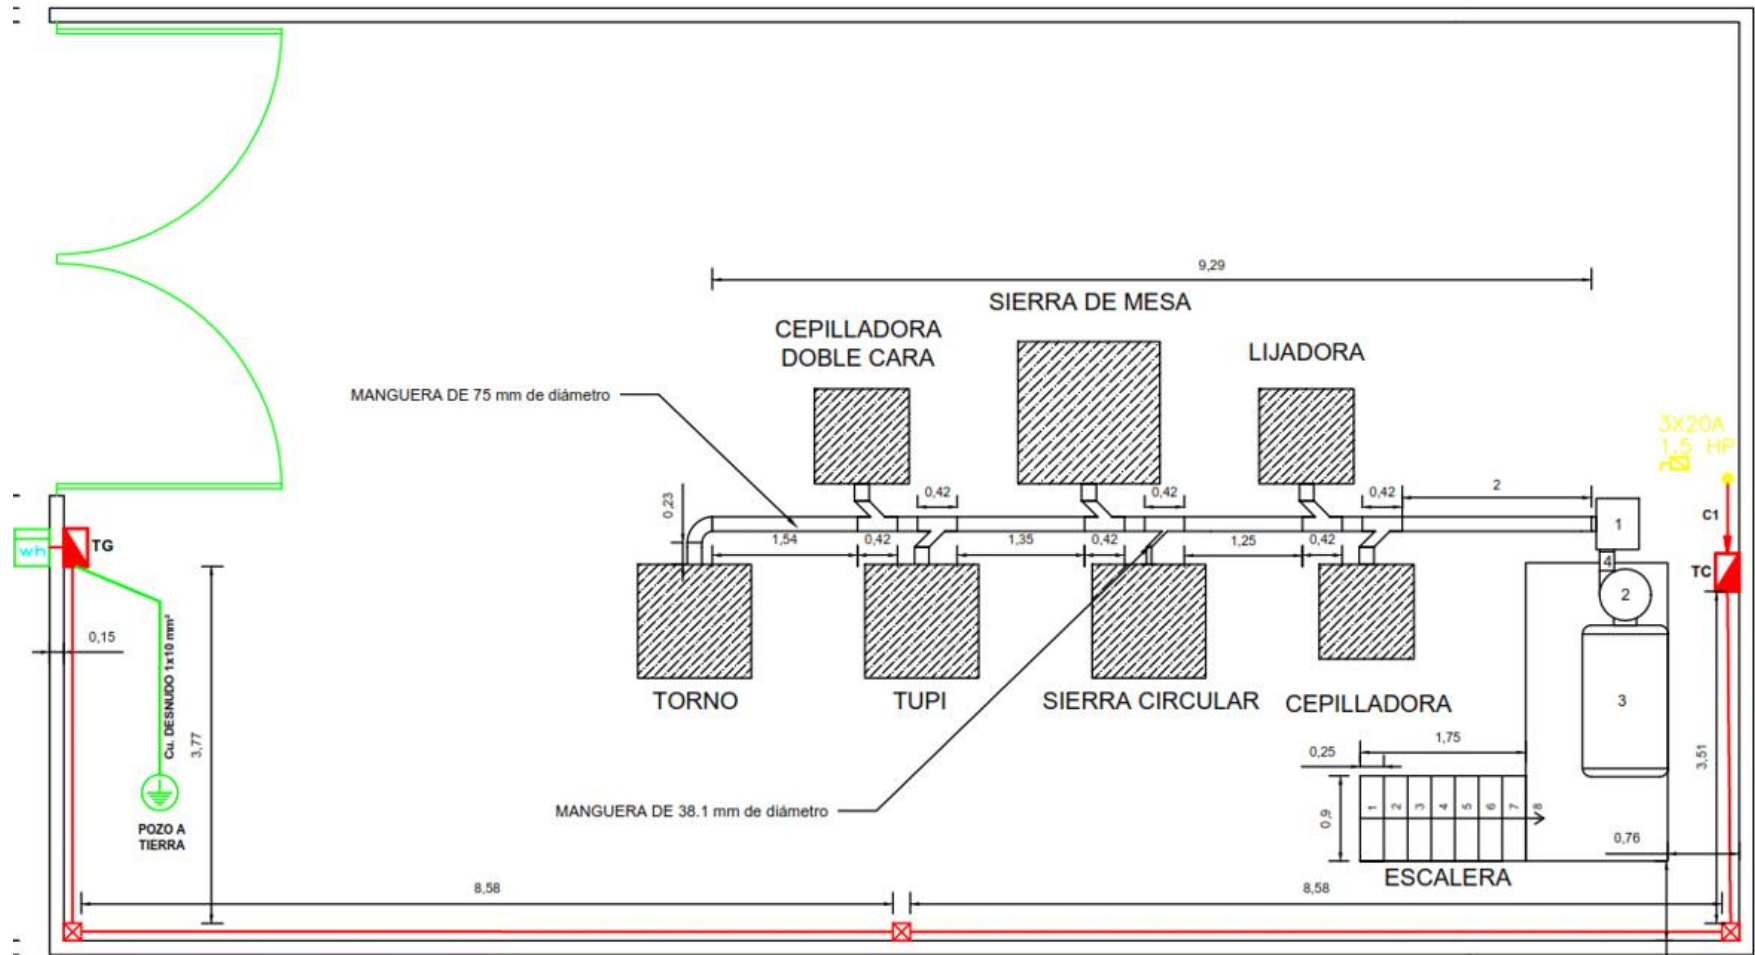 9,29
SIERRA DE MESA
CEPILLADORA
DOBLE CARA
LIJADORA
MANGUERA DE 75 mm de diámetro
3X20A
1,5 HP
0,42
0,42
0,42
2
0,23
C1
1
wh
TG
1,54
0,42
1,35
0,42
1,25
0,42
4
TC
2
0,15
Cu. DESNUDO 1x10 mm²
3,77
TORNO
TUPI
SIERRA CIRCULAR
CEPILLADORA
3
1,75
0,25
3,51
0,9
1
2
3
4
5
6
7
8
MANGUERA DE 38.1 mm de diámetro
POZO A
TIERRA
0,76
ESCALERA
8,58
8,58